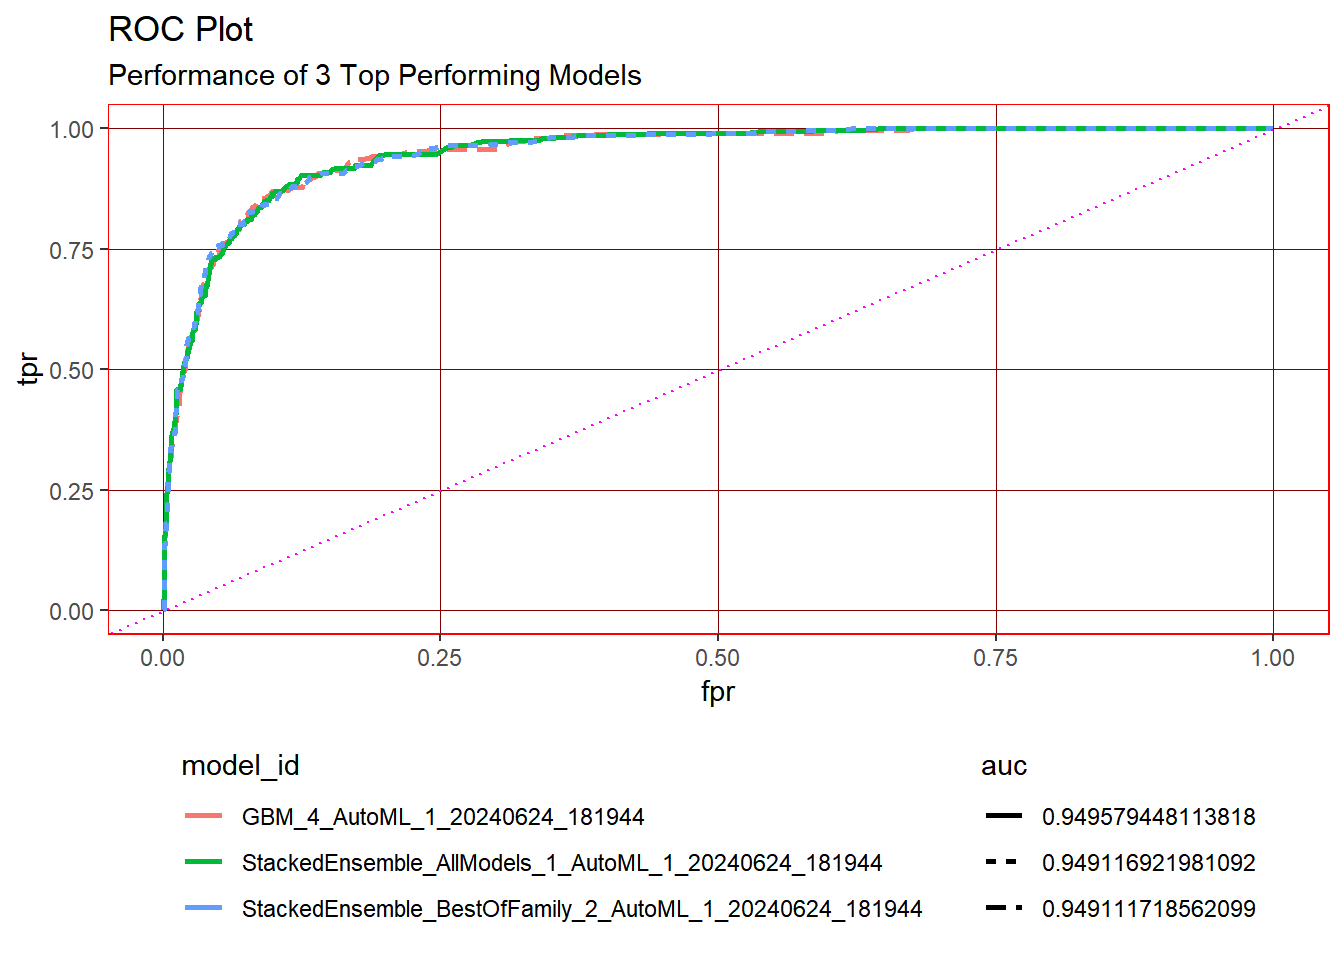 ROC Plot
Performance of 3 Top Performing Models
1.00
0.75
0.50
0.25
0.00
tpr
0.00 0.25 0.50 0.75 1.00
fpr
model_id
GBM_4_AutoML_1_20240624_181944
StackedEnsemble_AllModels_1_AutoML_1_20240624_181944
StackedEnsemble_BestOfFamily_2_AutoML_1_20240624_181944
auc
0.949579448113818
0.949116921981092
0.949111718562099